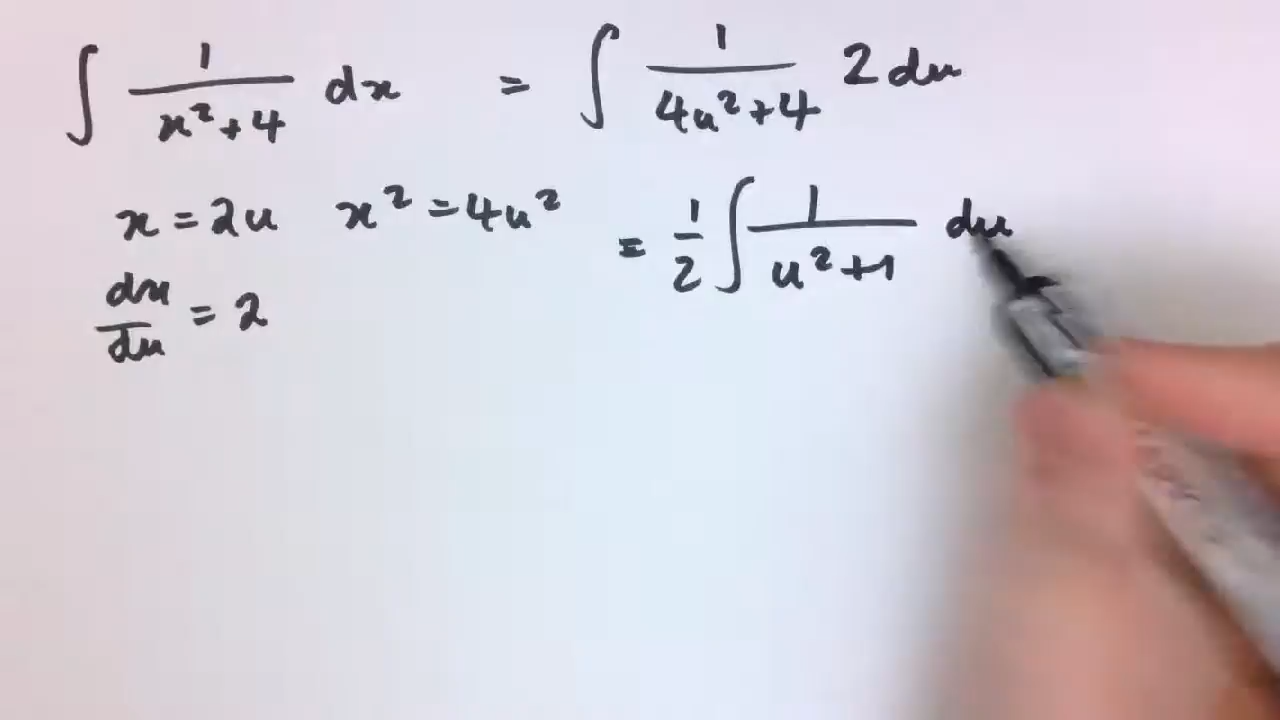 ∫ 1/(x²+4) dx = ∫ 1/(4u²+4) 2du
x = 2u x² = 4u² = 1/2 ∫ 1/(u²+1) du
dx/du = 2